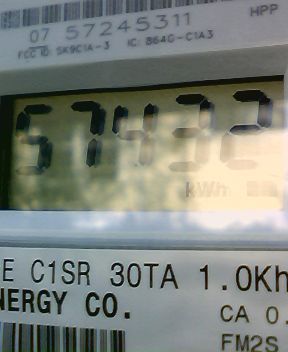 HPP
07 57245311
FCC ID: SK9C1A-3 IC: 864G-C1A3
57432
kWh
E C1SR 30TA 1.0Kh
NERGY CO.
CA 0.
FM2S